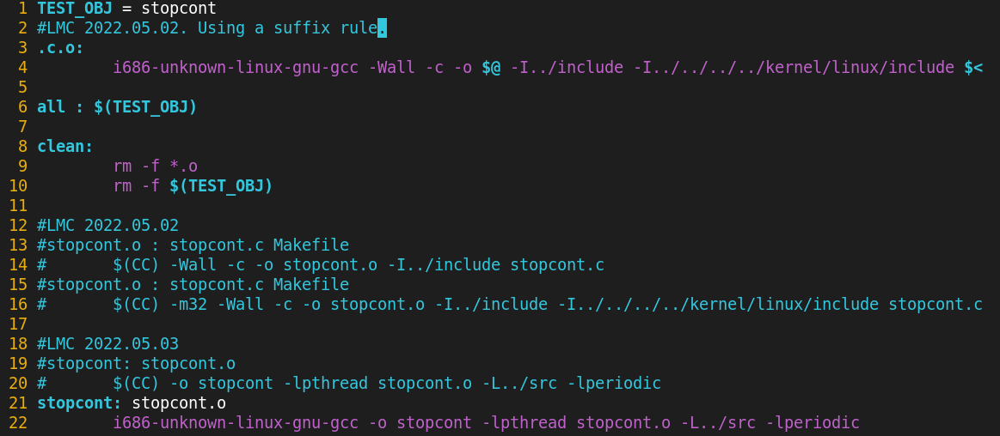 1 TEST_OBJ = stopcont
2 #LMC 2022.05.02. Using a suffix rule.
3 .c.o:
4         i686-unknown-linux-gnu-gcc -Wall -c -o $@ -I../include -I../../../../kernel/linux/include $<
5
6 all : $(TEST_OBJ)
7
8 clean:
9         rm -f *.o
10         rm -f $(TEST_OBJ)
11
12 #LMC 2022.05.02
13 #stopcont.o : stopcont.c Makefile
14 #       $(CC) -Wall -c -o stopcont.o -I../include stopcont.c
15 #stopcont.o : stopcont.c Makefile
16 #       $(CC) -m32 -Wall -c -o stopcont.o -I../include -I../../../../kernel/linux/include stopcont.c
17
18 #LMC 2022.05.03
19 #stopcont: stopcont.o
20 #       $(CC) -o stopcont -lpthread stopcont.o -L../src -lperiodic
21 stopcont: stopcont.o
22         i686-unknown-linux-gnu-gcc -o stopcont -lpthread stopcont.o -L../src -lperiodic